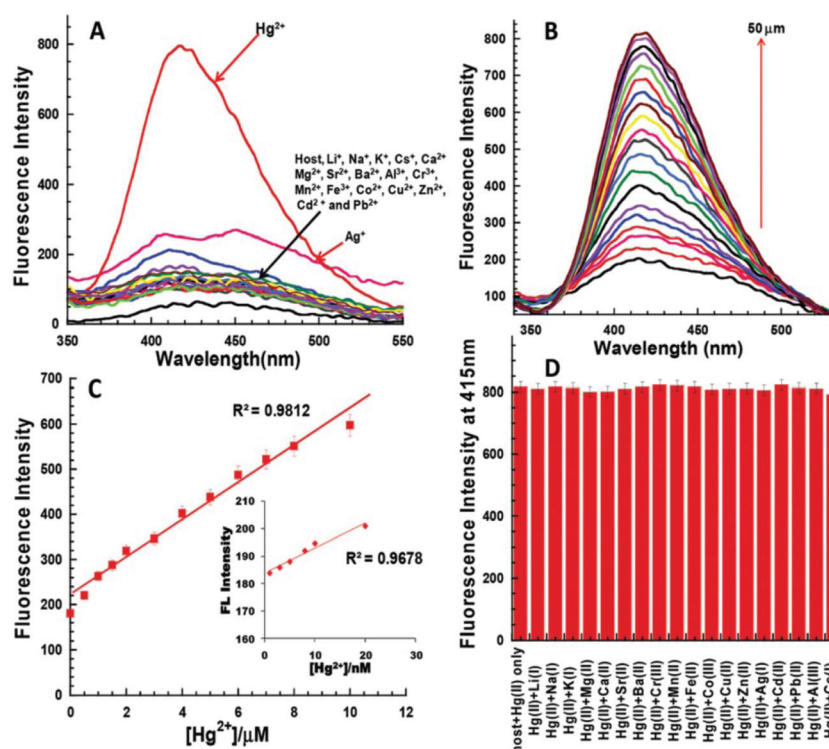 A
Hg²⁺
Host, Li⁺, Na⁺, K⁺, Cs⁺, Ca²⁺
Mg²⁺, Sr²⁺, Ba²⁺, Al³⁺, Cr³⁺
Mn²⁺, Fe³⁺, Co²⁺, Cu²⁺, Zn²⁺,
Cd²⁺ and Pb²⁺
Ag⁺
Fluorescence Intensity
800
600
400
200
0
350 400 450 500 550
Wavelength(nm)
B
50 μm
Fluorescence Intensity
800
700
600
500
400
300
200
100
350 400 450 500
Wavelength (nm)
C
R² = 0.9812
Fluorescence Intensity
700
600
500
400
300
200
100
0
0 2 4 6 8 10
[Hg²⁺]/μM
FL Intensity
210
200
190
180
170
160
R² = 0.9678
0 10 20 30
[Hg²⁺]/nM
D
Fluorescence Intensity at 415nm
800
600
400
200
0
ost+Hg(II) only
Hg(II)+Li(I)
Hg(II)+Na(I)
Hg(II)+K(I)
Hg(II)+Mg(II)
Hg(II)+Ca(II)
Hg(II)+Sr(II)
Hg(II)+Ba(II)
Hg(II)+Cr(III)
Hg(II)+Mn(II)
Hg(II)+Fe(II)
Hg(II)+Co(II)
Hg(II)+Cu(II)
Hg(II)+Zn(II)
Hg(II)+Ag(I)
Hg(II)+Cd(II)
Hg(II)+Pb(II)
Hg(II)+Al(III)